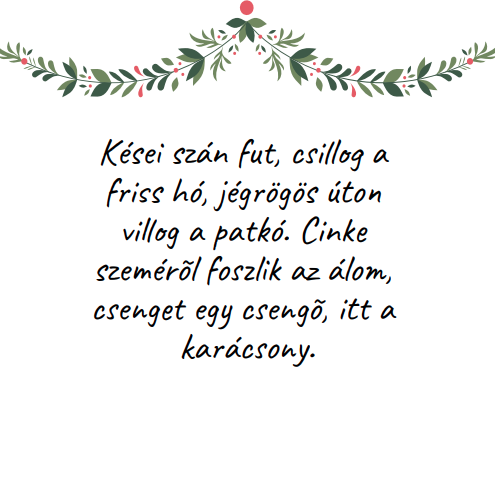 Kései szán fut, csillog a
friss hó, jégrögös úton
villog a patkó. Cinke
szemérõl foszlik az álom,
csenget egy csengõ, itt a
karácsony.